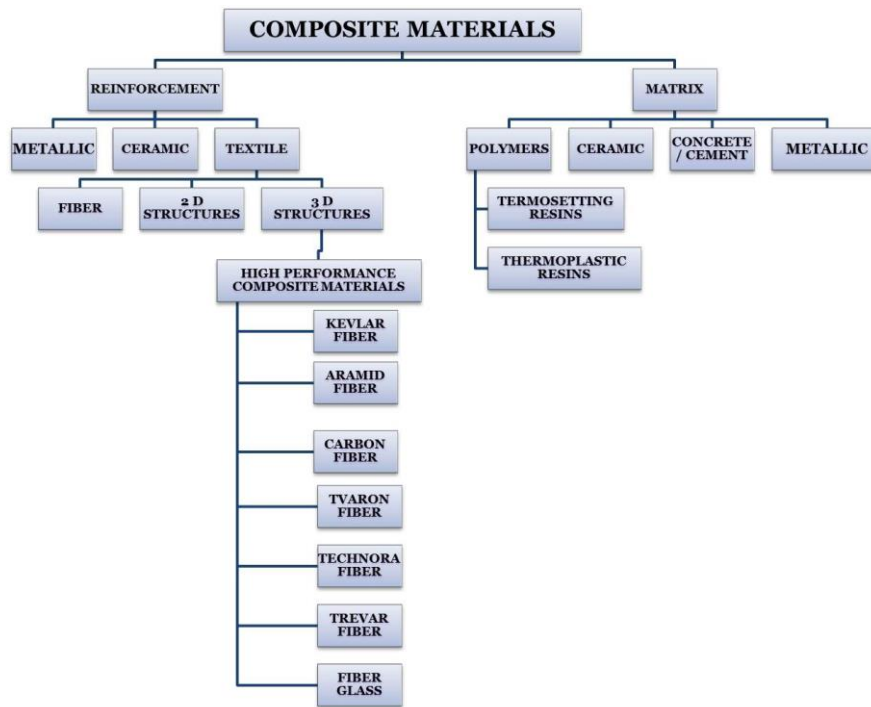 COMPOSITE MATERIALS
REINFORCEMENT
MATRIX
METALLIC
CERAMIC
TEXTILE
POLYMERS
CERAMIC
CONCRETE
/ CEMENT
METALLIC
FIBER
2 D
STRUCTURES
3 D
STRUCTURES
TERMOSETTING
RESINS
THERMOPLASTIC
RESINS
HIGH PERFORMANCE
COMPOSITE MATERIALS
KEVLAR
FIBER
ARAMID
FIBER
CARBON
FIBER
TVARON
FIBER
TECHNORA
FIBER
TREVAR
FIBER
FIBER
GLASS